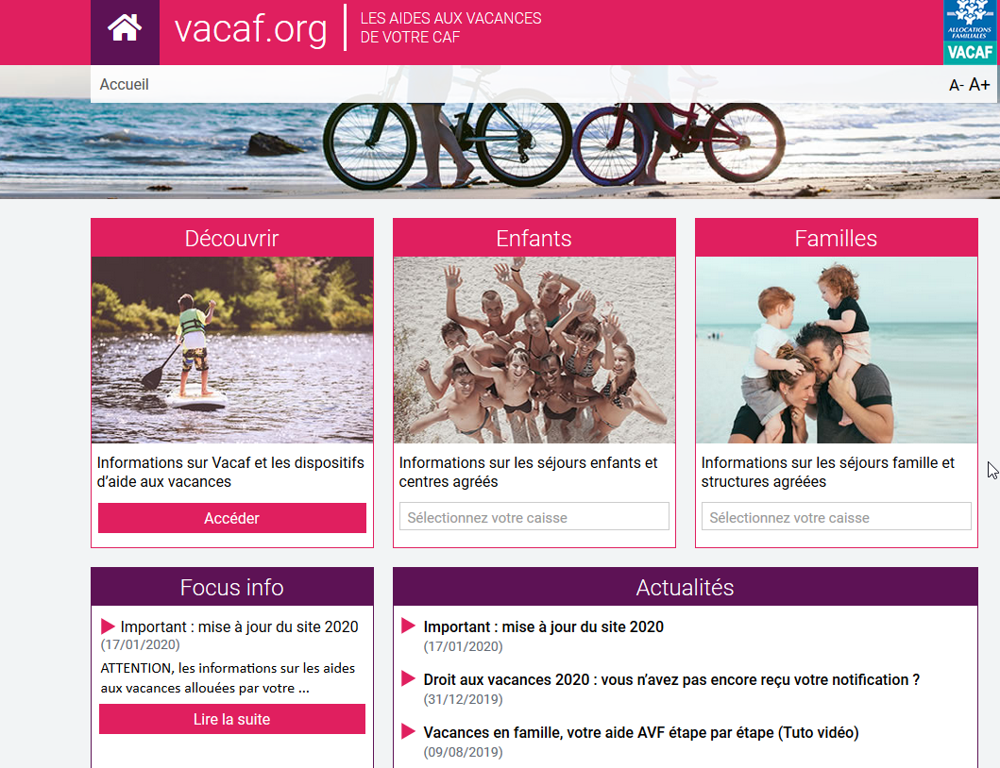 vacaf.org
LES AIDES AUX VACANCES
DE VOTRE CAF
ALLOCATIONS
FAMILIALES
VACAF
Accueil
A- A+
Découvrir
Informations sur Vacaf et les dispositifs
d’aide aux vacances
Accéder
Enfants
Informations sur les séjours enfants et
centres agréés
Sélectionnez votre caisse
Familles
Informations sur les séjours famille et
structures agréées
Sélectionnez votre caisse
Focus info
Important : mise à jour du site 2020
(17/01/2020)
ATTENTION, les informations sur les aides
aux vacances allouées par votre ...
Lire la suite
Actualités
Important : mise à jour du site 2020
(17/01/2020)
Droit aux vacances 2020 : vous n’avez pas encore reçu votre notification ?
(31/12/2019)
Vacances en famille, votre aide AVF étape par étape (Tuto vidéo)
(09/08/2019)